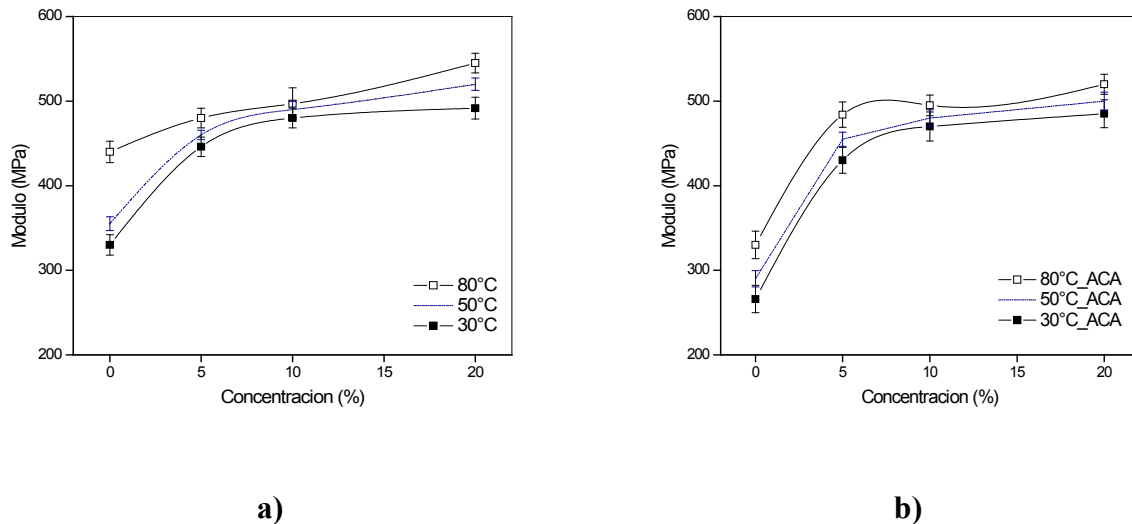 600
500
400
300
200
Modulo (MPa)
0 5 10 15 20
Concentracion (%)
80°C
50°C
30°C
a)
600
500
400
300
200
Modulo (MPa)
0 5 10 15 20
Concentracion (%)
80°C_ACA
50°C_ACA
30°C_ACA
b)